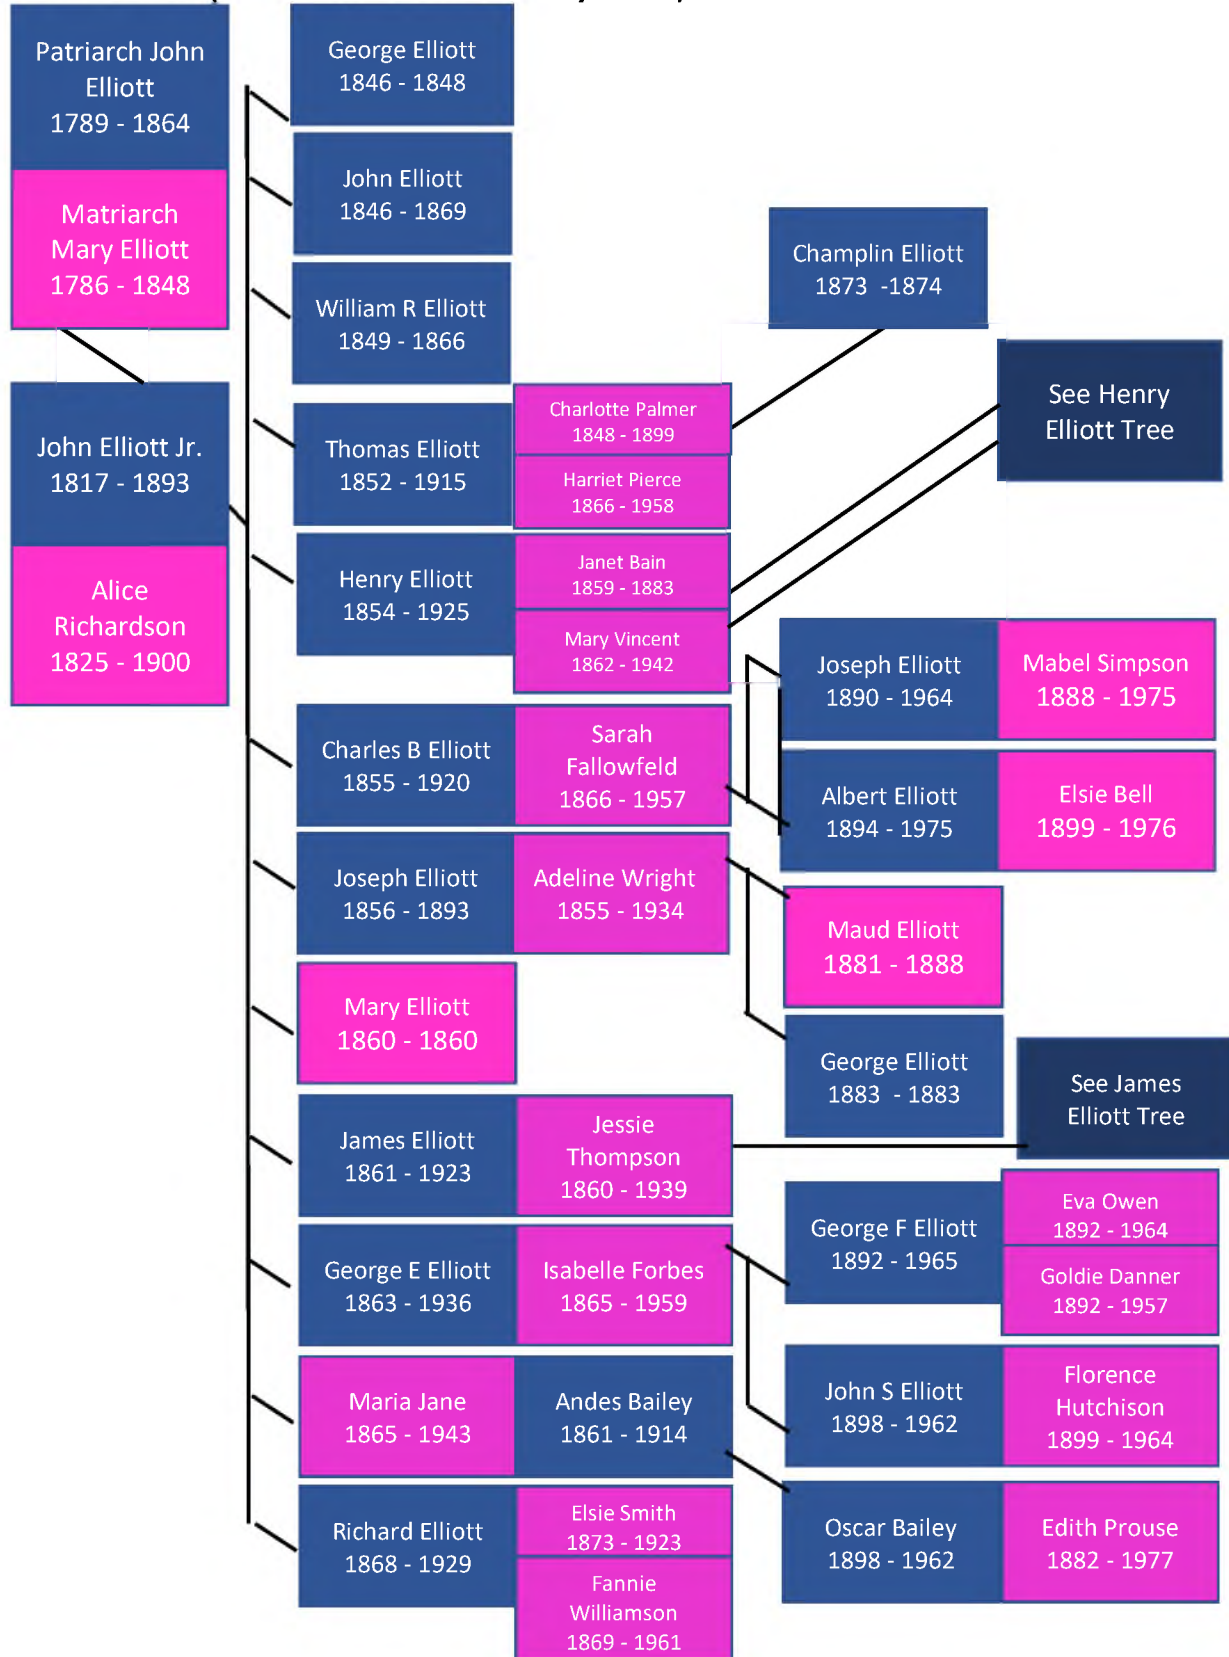 Patriarch John
Elliott
1789 - 1864
Matriarch
Mary Elliott
1786 - 1848
John Elliott Jr.
1817 - 1893
Alice
Richardson
1825 - 1900
George Elliott
1846 - 1848
John Elliott
1846 - 1869
William R Elliott
1849 - 1866
Thomas Elliott
1852 - 1915
Charlotte Palmer
1848 - 1899
Harriet Pierce
1866 - 1958
Champlin Elliott
1873 -1874
Henry Elliott
1854 - 1925
Janet Bain
1859 - 1883
Mary Vincent
1862 - 1942
See Henry
Elliott Tree
Charles B Elliott
1855 - 1920
Sarah
Fallowfeld
1866 - 1957
Joseph Elliott
1890 - 1964
Mabel Simpson
1888 - 1975
Albert Elliott
1894 - 1975
Elsie Bell
1899 - 1976
Joseph Elliott
1856 - 1893
Adeline Wright
1855 - 1934
Maud Elliott
1881 - 1888
George Elliott
1883 - 1883
Mary Elliott
1860 - 1860
James Elliott
1861 - 1923
Jessie
Thompson
1860 - 1939
See James
Elliott Tree
George E Elliott
1863 - 1936
Isabelle Forbes
1865 - 1959
George F Elliott
1892 - 1965
Eva Owen
1892 - 1964
Goldie Danner
1892 - 1957
John S Elliott
1898 - 1962
Florence
Hutchison
1899 - 1964
Maria Jane
1865 - 1943
Andes Bailey
1861 - 1914
Oscar Bailey
1898 - 1962
Edith Prouse
1882 - 1977
Richard Elliott
1868 - 1929
Elsie Smith
1873 - 1923
Fannie
Williamson
1869 - 1961